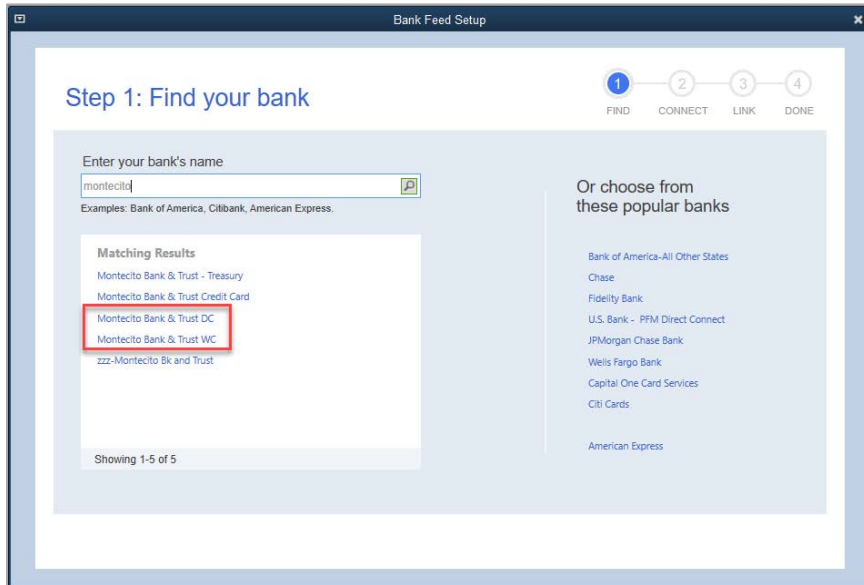 Bank Feed Setup
Step 1: Find your bank
1
2
3
4
FIND
CONNECT
LINK
DONE
Enter your bank's name
montecito
Examples: Bank of America, Citibank, American Express.
Matching Results
Montecito Bank & Trust - Treasury
Montecito Bank & Trust Credit Card
Montecito Bank & Trust DC
Montecito Bank & Trust WC
zzz-Montecito Bk and Trust
Showing 1-5 of 5
Or choose from
these popular banks
Bank of America-All Other States
Chase
Fidelity Bank
U.S. Bank - PFM Direct Connect
JPMorgan Chase Bank
Wells Fargo Bank
Capital One Card Services
Citi Cards
American Express